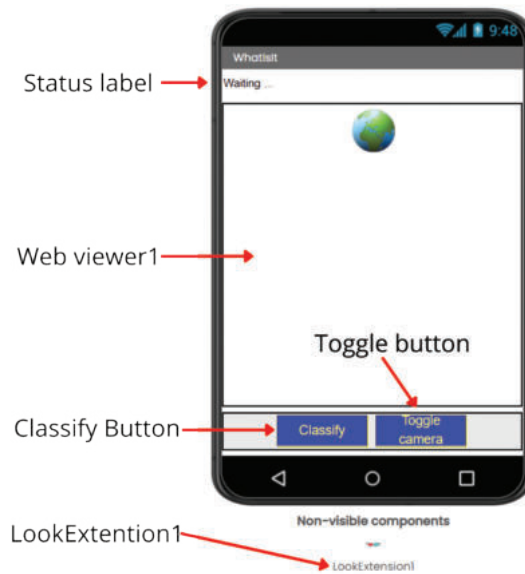 9:48
WhatIsIt
Status label
Waiting ...
Web viewer1
Toggle button
Classify Button
Classify
Toggle
camera
Non-visible components
LookExtention1
LookExtension1